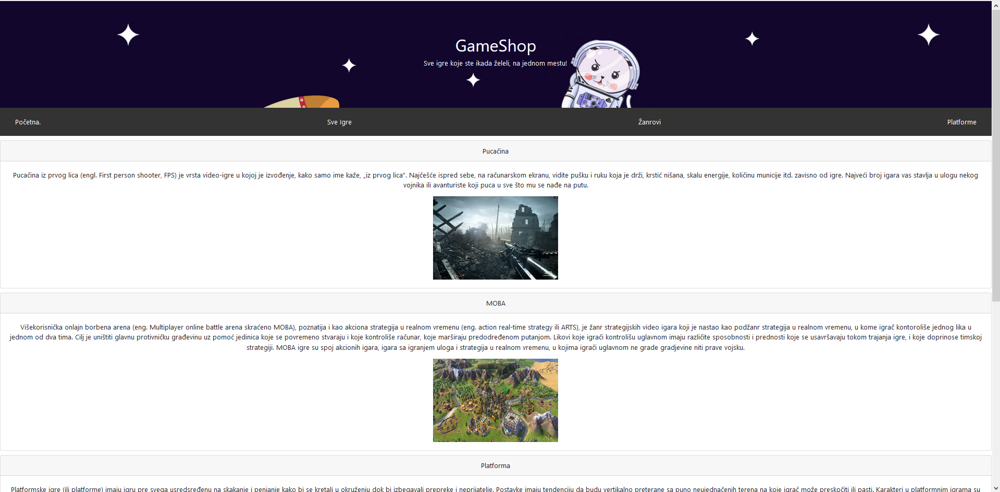 GameShop
Sve igre koje ste ikada želeli, na jednom mestu!
Početna.
Sve Igre
Žanrovi
Platforme
Pucačina
Pucačina iz prvog lica (engl. First person shooter, FPS) je vrsta video-igre u kojoj je izvođenje, kako samo ime kaže, „iz prvog lica“. Najčešće ispred sebe, na računarskom ekranu, vidite pušku i ruku koja je drži, krstić nišana, skalu energije, količinu municije itd. zavisno od igre. Najveći broj igara vas stavlja u ulogu nekog
vojnika ili avanturiste koji puca u sve što mu se nađe na putu.
MOBA
Višekorisnička onlajn borbena arena (eng. Multiplayer online battle arena skraćeno MOBA), poznatija i kao akciona strategija u realnom vremenu (eng. action real-time strategy ili ARTS), je žanr strategijskih video igara koji je nastao kao podžanr strategija u realnom vremenu, u kome igrač kontoroliše jednog lika u
jednom od dva tima. Cilj je uništiti glavnu protivničku građevinu uz pomoć jedinica koje se povremeno stvaraju i koje kontroliše računar, koje marširaju predodređenom putanjom. Likovi koje igrači kontrolišu uglavnom imaju različite sposobnosti i prednosti koje se usavršavaju tokom trajanja igre, i koje doprinose timskoj
strategiji. MOBA igre su spoj akcionih igara, igara sa igranjem uloga i strategija u realnom vremenu, u kojima igrači uglavnom ne grade gradjevine niti prave vojsku.
Platforma
Platformske igre (ili platforme) imaju igru pre svega usredsređenu na skakanje i penjanje kako bi se kretali u okruženju dok bi izbegavali prepreke i neprijatelje. Postavke imaju tendenciju da budu vertikalno preterane sa puno neujednačenih terena na koje igrač može preskočiti ili pasti. Karakteri u platformnim igrama su